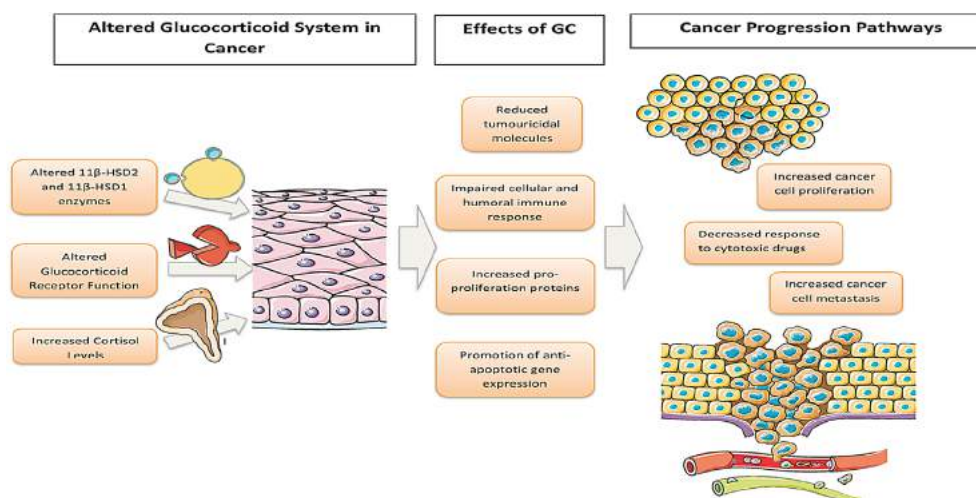 Altered Glucocorticoid System in
Cancer
Effects of GC
Cancer Progression Pathways
Altered 11β-HSD2
and 11β-HSD1
enzymes
Altered
Glucocorticoid
Receptor Function
Increased Cortisol
Levels
Reduced
tumouricidal
molecules
Impaired cellular and
humoral immune
response
Increased pro-
proliferation proteins
Promotion of anti-
apoptotic gene
expression
Increased cancer
cell proliferation
Decreased response
to cytotoxic drugs
Increased cancer
cell metastasis